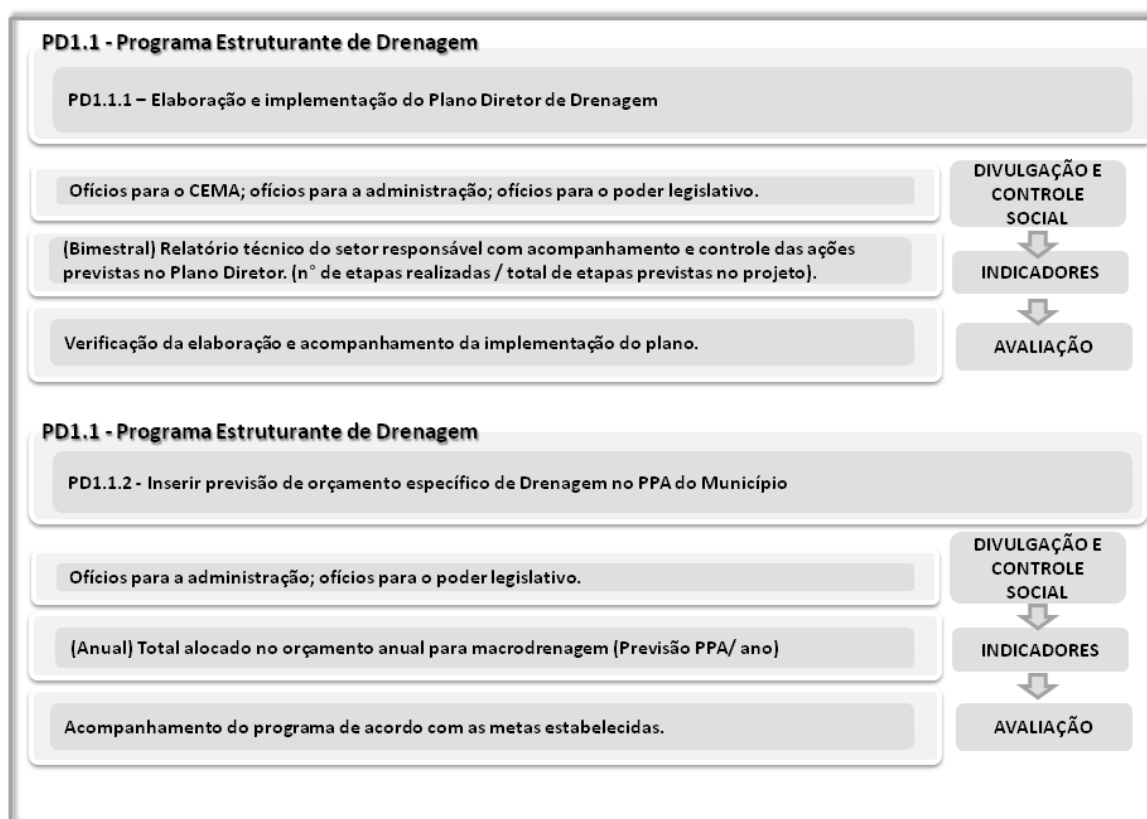 PD1.1 - Programa Estruturante de Drenagem
PD1.1.1 – Elaboração e implementação do Plano Diretor de Drenagem
Ofícios para o CEMA; ofícios para a administração; ofícios para o poder legislativo.
DIVULGAÇÃO E
CONTROLE
SOCIAL
(Bimestral) Relatório técnico do setor responsável com acompanhamento e controle das ações
previstas no Plano Diretor. (n° de etapas realizadas / total de etapas previstas no projeto).
INDICADORES
Verificação da elaboração e acompanhamento da implementação do plano.
AVALIAÇÃO
PD1.1 - Programa Estruturante de Drenagem
PD1.1.2 - Inserir previsão de orçamento específico de Drenagem no PPA do Município
Ofícios para a administração; ofícios para o poder legislativo.
DIVULGAÇÃO E
CONTROLE
SOCIAL
(Anual) Total alocado no orçamento anual para macrodrenagem (Previsão PPA/ ano)
INDICADORES
Acompanhamento do programa de acordo com as metas estabelecidas.
AVALIAÇÃO